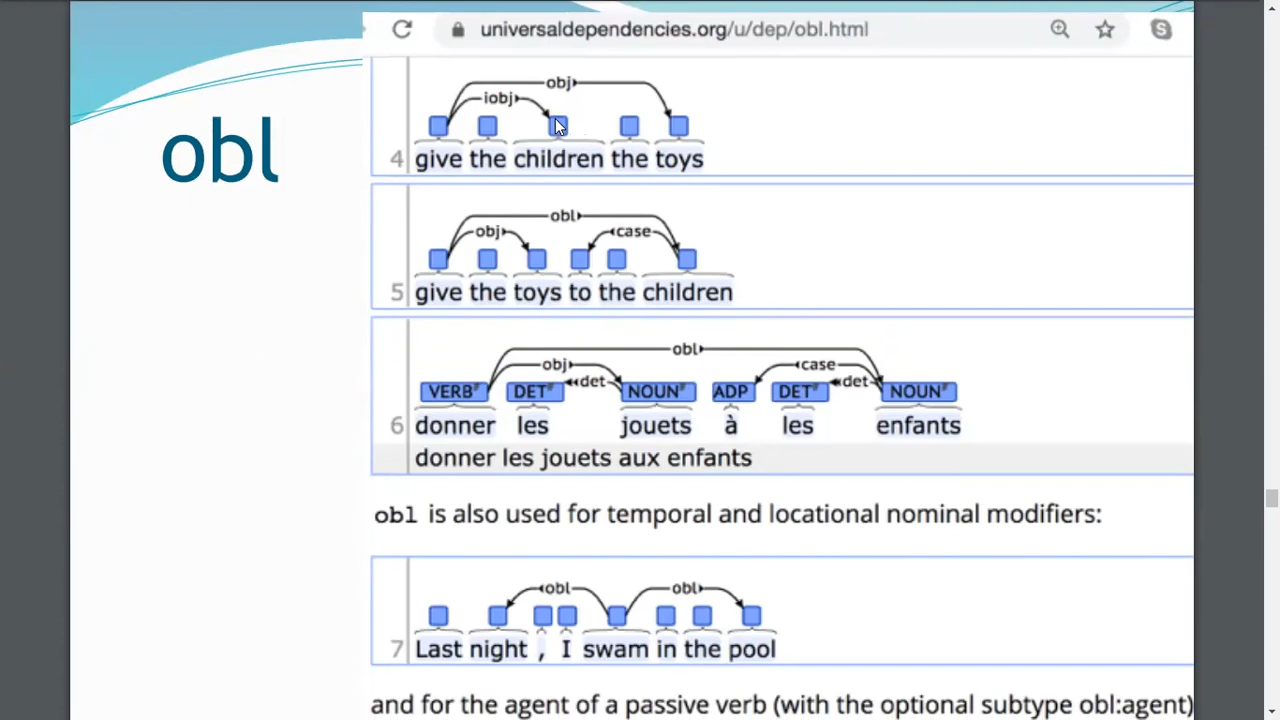 universaldependencies.org/u/dep/obl.html
obl
obj
iobj
4 give the children the toys
obl
obj case
5 give the toys to the children
obl
obj case
det det
VERB DET NOUN ADP DET NOUN
6 donner les jouets à les enfants
donner les jouets aux enfants
obl is also used for temporal and locational nominal modifiers:
obl obl
7 Last night , I swam in the pool
and for the agent of a passive verb (with the optional subtype obl:agent)